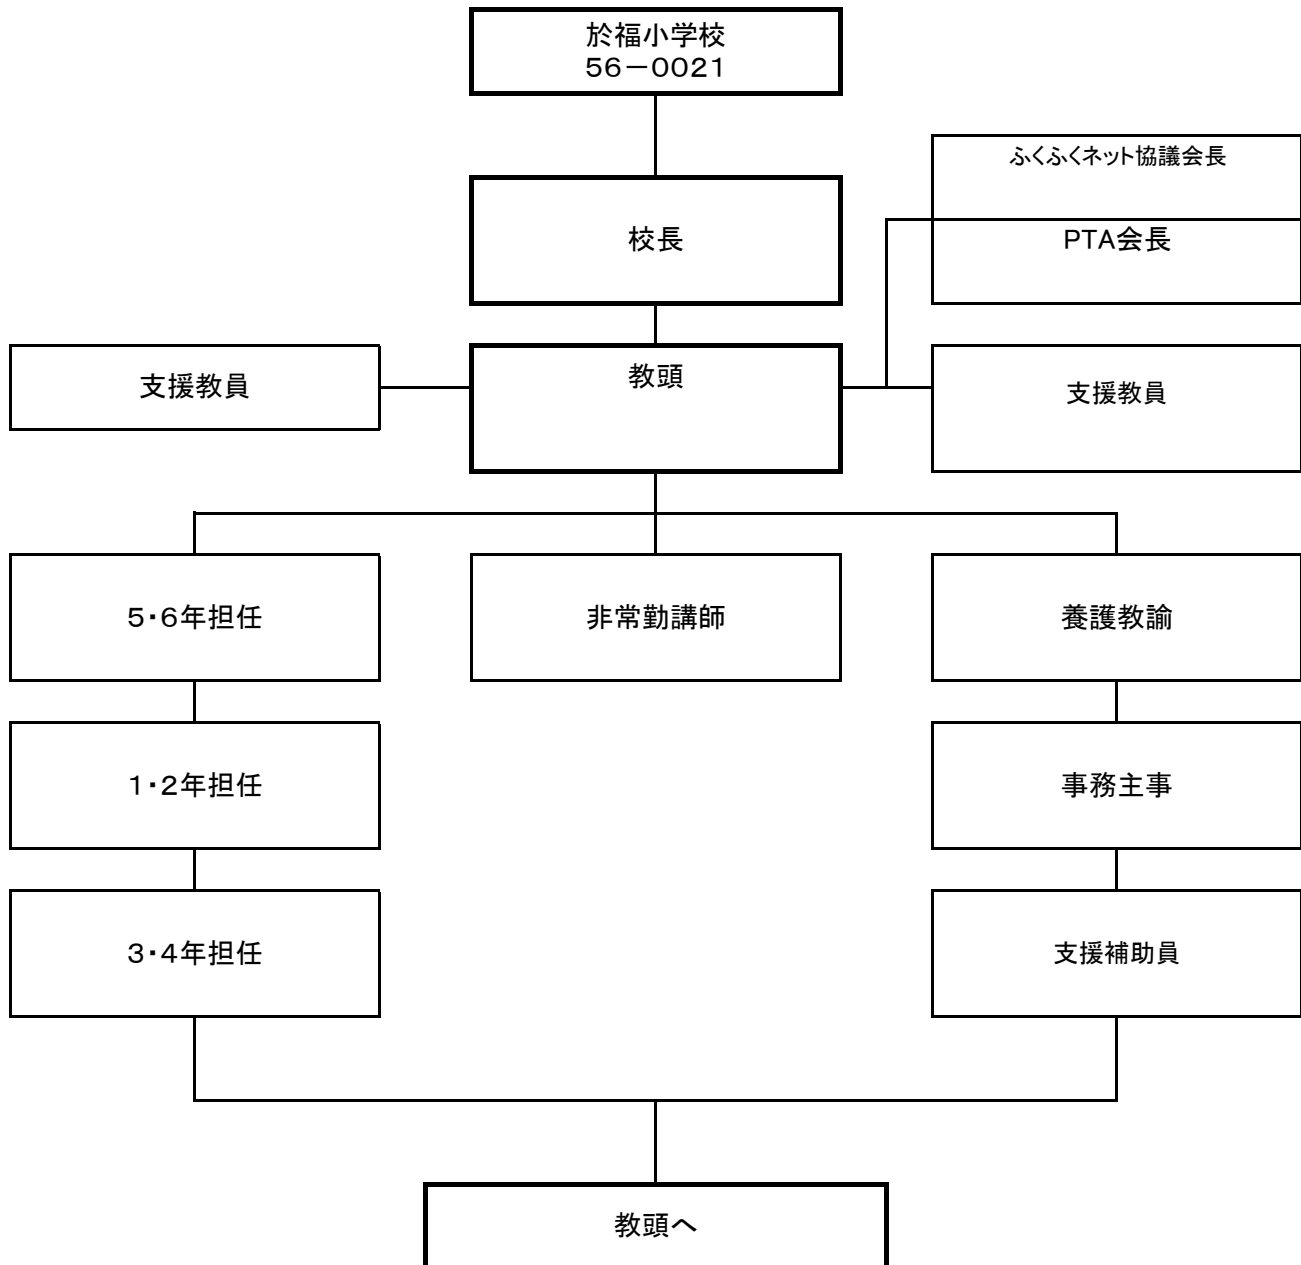 於福小学校
56－0021
ふくふくネット協議会長
校長
PTA会長
支援教員
教頭
支援教員
5・6年担任
非常勤講師
養護教諭
1・2年担任
事務主事
3・4年担任
支援補助員
教頭へ